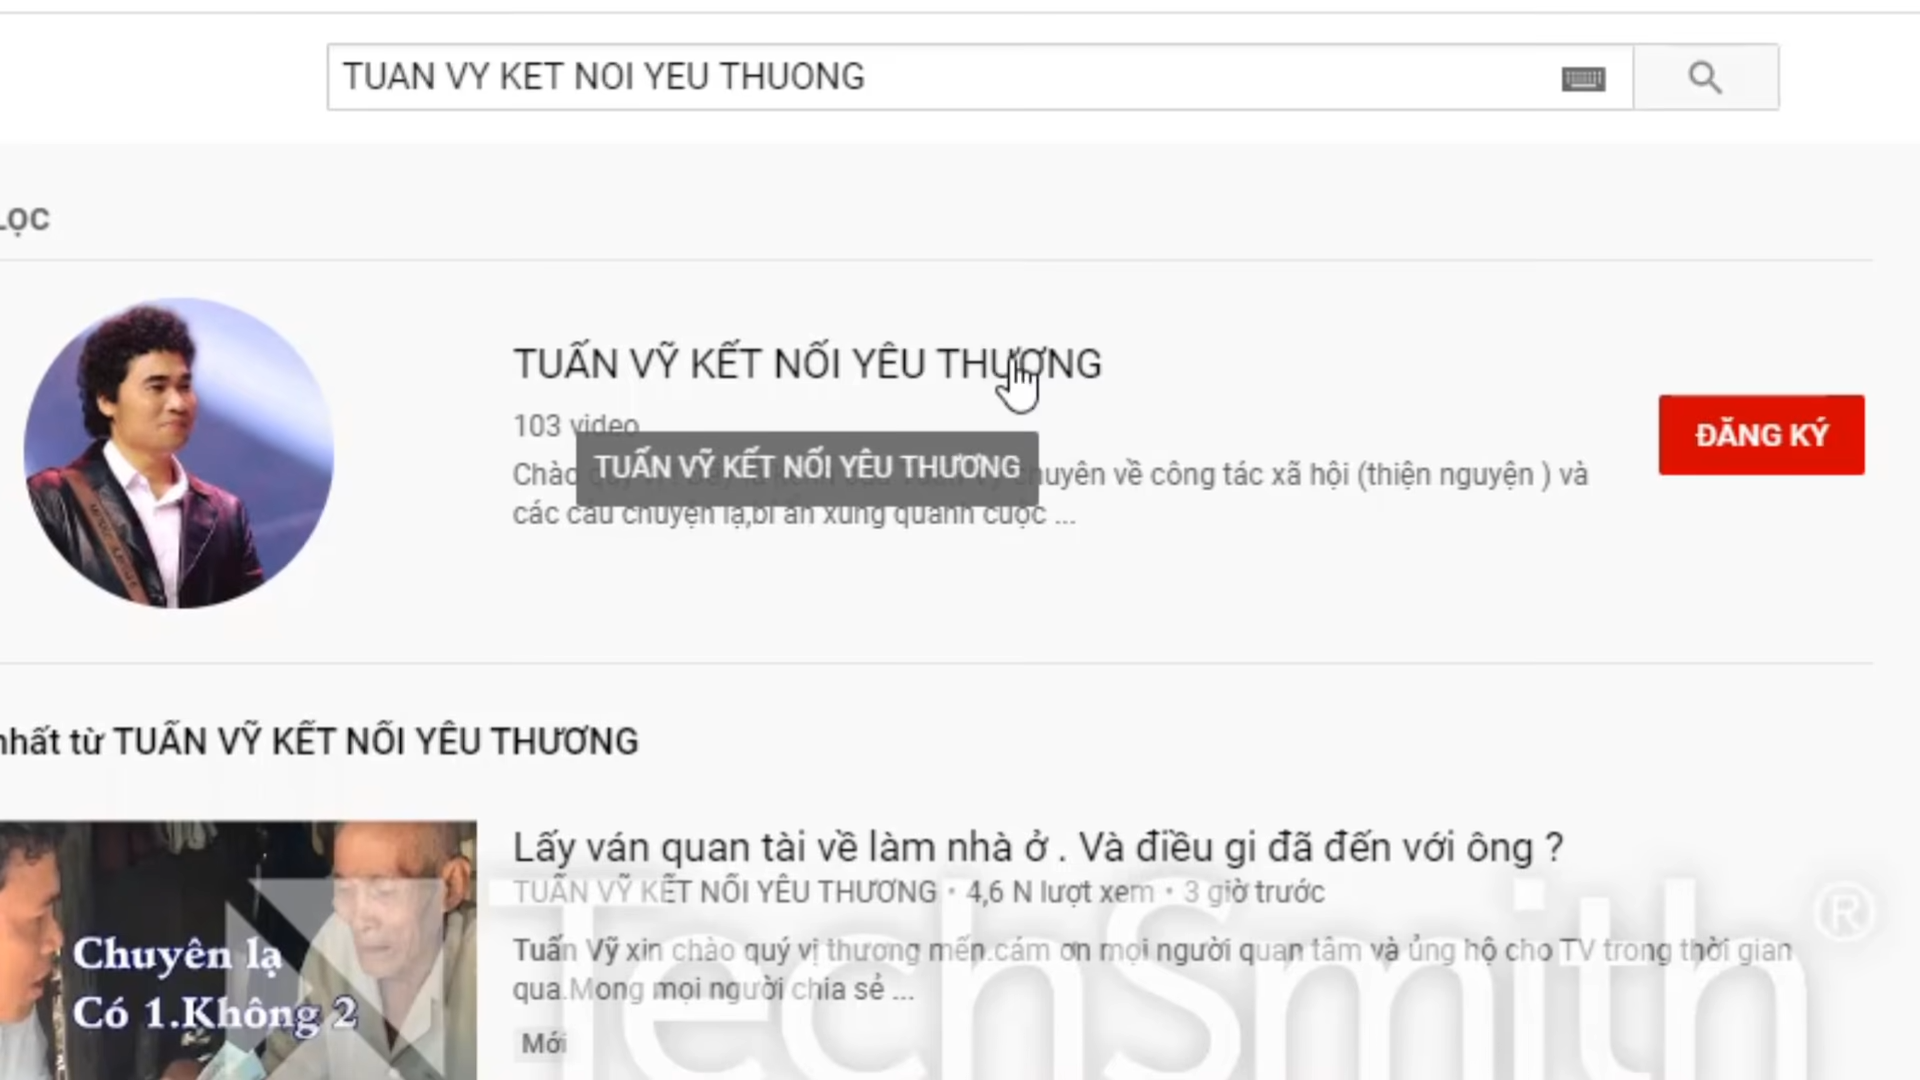 TUAN VY KET NOI YEU THUONG
LỌC
TUẤN VỸ KẾT NỐI YÊU THƯƠNG
103 video
TUẤN VỸ KẾT NỐI YÊU THƯƠNG
Chào chuyên về công tác xã hội (thiện nguyện ) và
các câu chuyện lạ,bí ẩn xung quanh cuộc ...
ĐĂNG KÝ
nhất từ TUẤN VỸ KẾT NỐI YÊU THƯƠNG
Lấy ván quan tài về làm nhà ở . Và điều gi đã đến với ông ?
TUẤN VỸ KẾT NỐI YÊU THƯƠNG • 4,6 N lượt xem • 3 giờ trước
Tuấn Vỹ xin chào quý vị thương mến.cám ơn mọi người quan tâm và ủng hộ cho TV trong thời gian
qua.Mong mọi người chia sẻ ...
Mới
Chuyên lạ
Có 1.Không 2
TechSmith®